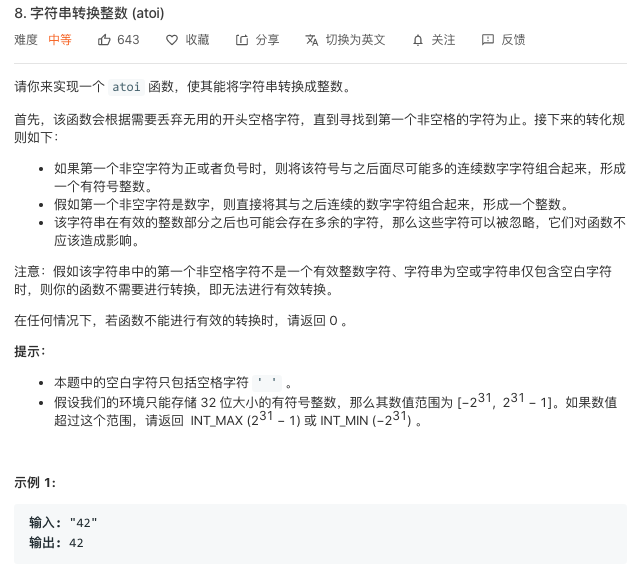 8. 字符串转换整数 (atoi)
难度 中等 643 收藏 分享 切换为英文 关注 反馈
请你来实现一个 atoi 函数，使其能将字符串转换成整数。
首先，该函数会根据需要丢弃无用的开头空格字符，直到寻找到第一个非空格的字符为止。接下来的转化规
则如下：
• 如果第一个非空字符为正或者负号时，则将该符号与之后面尽可能多的连续数字字符组合起来，形成
一个有符号整数。
• 假如第一个非空字符是数字，则直接将其与之后连续的数字字符组合起来，形成一个整数。
• 该字符串在有效的整数部分之后也可能会存在多余的字符，那么这些字符可以被忽略，它们对函数不
应该造成影响。
注意：假如该字符串中的第一个非空格字符不是一个有效整数字符、字符串为空或字符串仅包含空白字符
时，则你的函数不需要进行转换，即无法进行有效转换。
在任何情况下，若函数不能进行有效的转换时，请返回 0 。
提示：
• 本题中的空白字符只包括空格字符 ' ' 。
• 假设我们的环境只能存储 32 位大小的有符号整数，那么其数值范围为 [−2^31, 2^31 − 1]。如果数值
超过这个范围，请返回 INT_MAX (2^31 − 1) 或 INT_MIN (−2^31) 。
示例 1:
输入: "42"
输出: 42